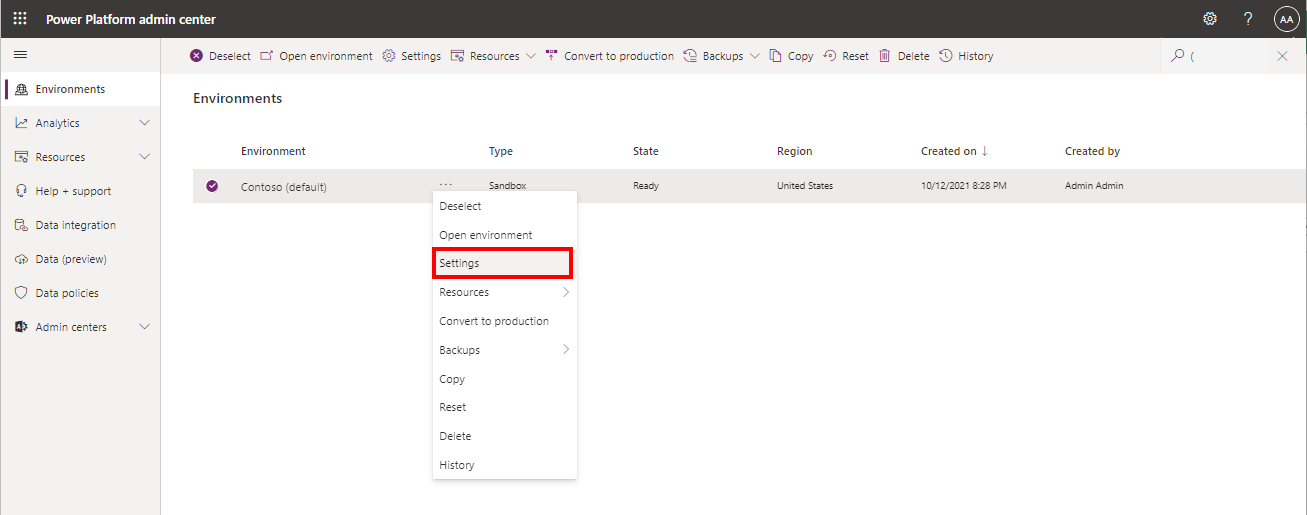 Power Platform admin center
? AA
Deselect Open environment Settings Resources Convert to production Backups Copy Reset Delete History (
Environments
Analytics
Resources
Help + support
Data integration
Data (preview)
Data policies
Admin centers
Environments
Environment Type State Region Created on ↓ Created by
Contoso (default) ... Sandbox Ready United States 10/12/2021 8:28 PM Admin Admin
Deselect
Open environment
Settings
Resources
Convert to production
Backups
Copy
Reset
Delete
History